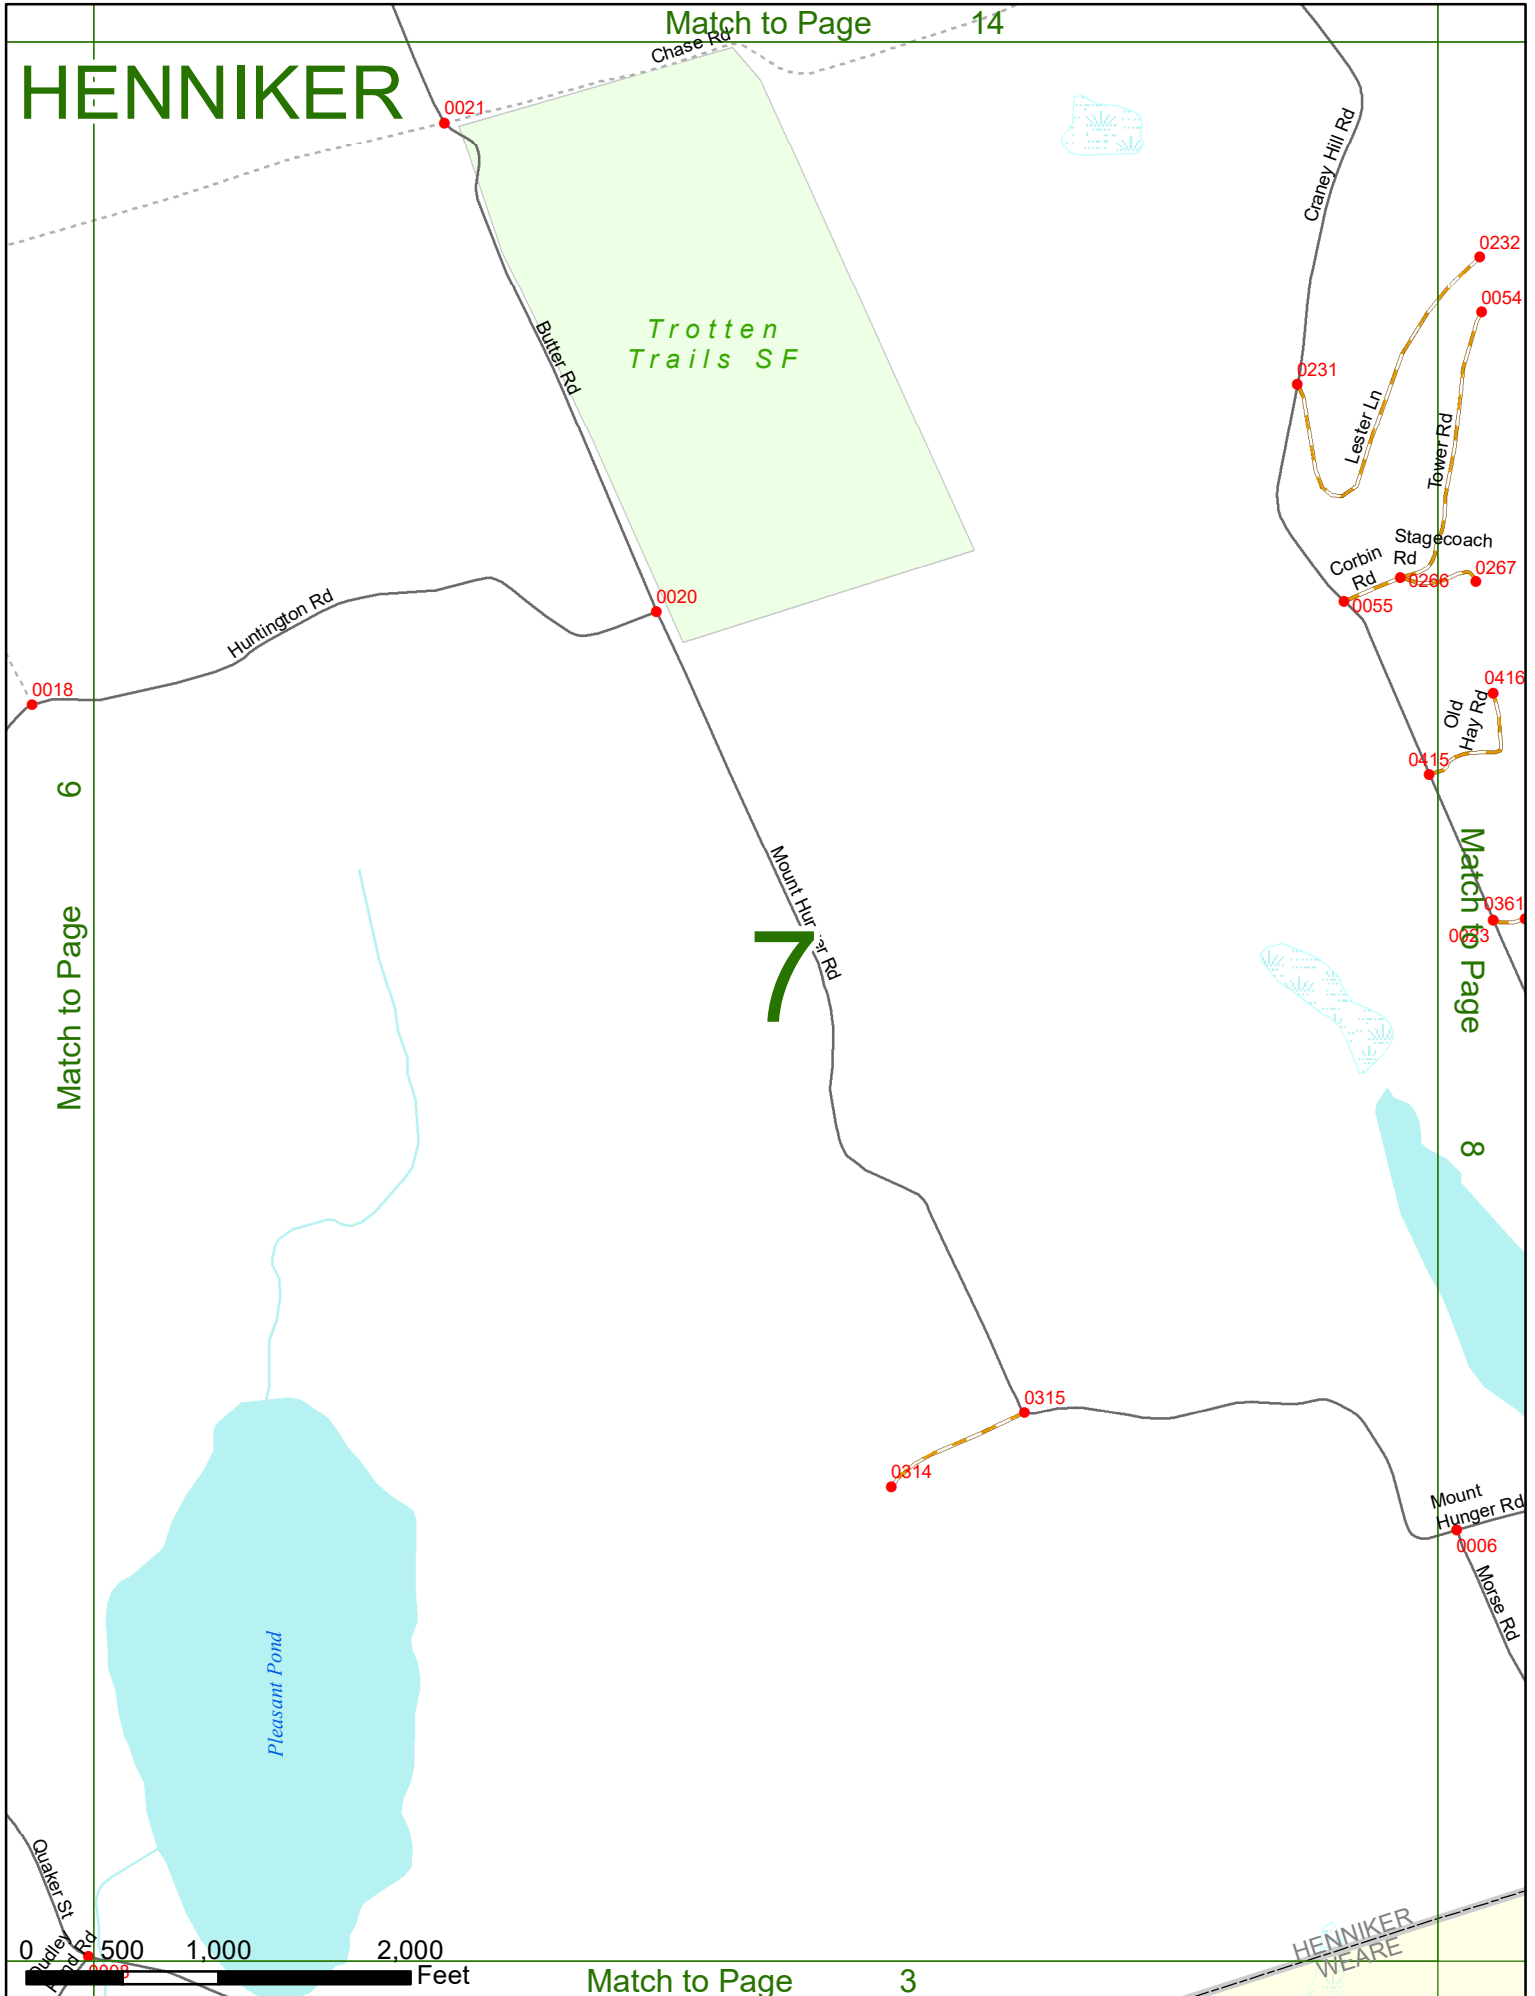 Match to Page 14
HENNIKER
Chase Rd
0021
Craney Hill Rd
0232
0054
Trotten
Trails SF
Butter Rd
0231
Lester Ln
Tower Rd
Stagecoach
Rd
Corbin
Rd
0266
0267
0055
0020
Huntington Rd
0018
0416
Old
Hay Rd
0415
Match to Page 6
Mount Hunger Rd
7
0361
0023
Match to Page 8
0315
0314
Mount
Hunger Rd
0006
Morse Rd
Pleasant Pond
Quaker St
Dudley
Pond Rd
0 500 1,000 2,000
Feet
HENNIKER
WEARE
Match to Page 3